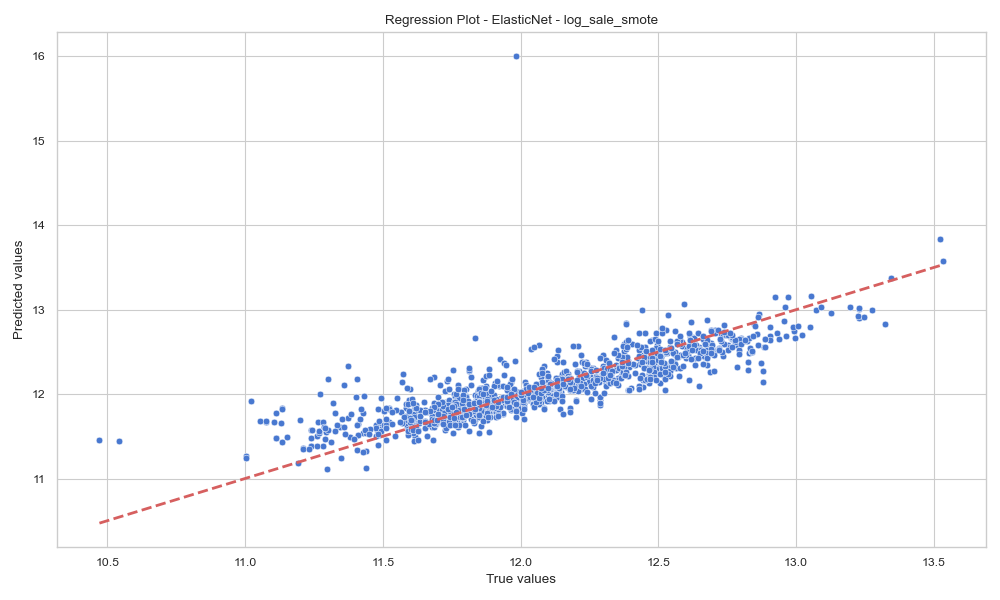 Regression Plot - ElasticNet - log_sale_smote
16
15
14
13
12
11
Predicted values
10.5 11.0 11.5 12.0 12.5 13.0 13.5
True values